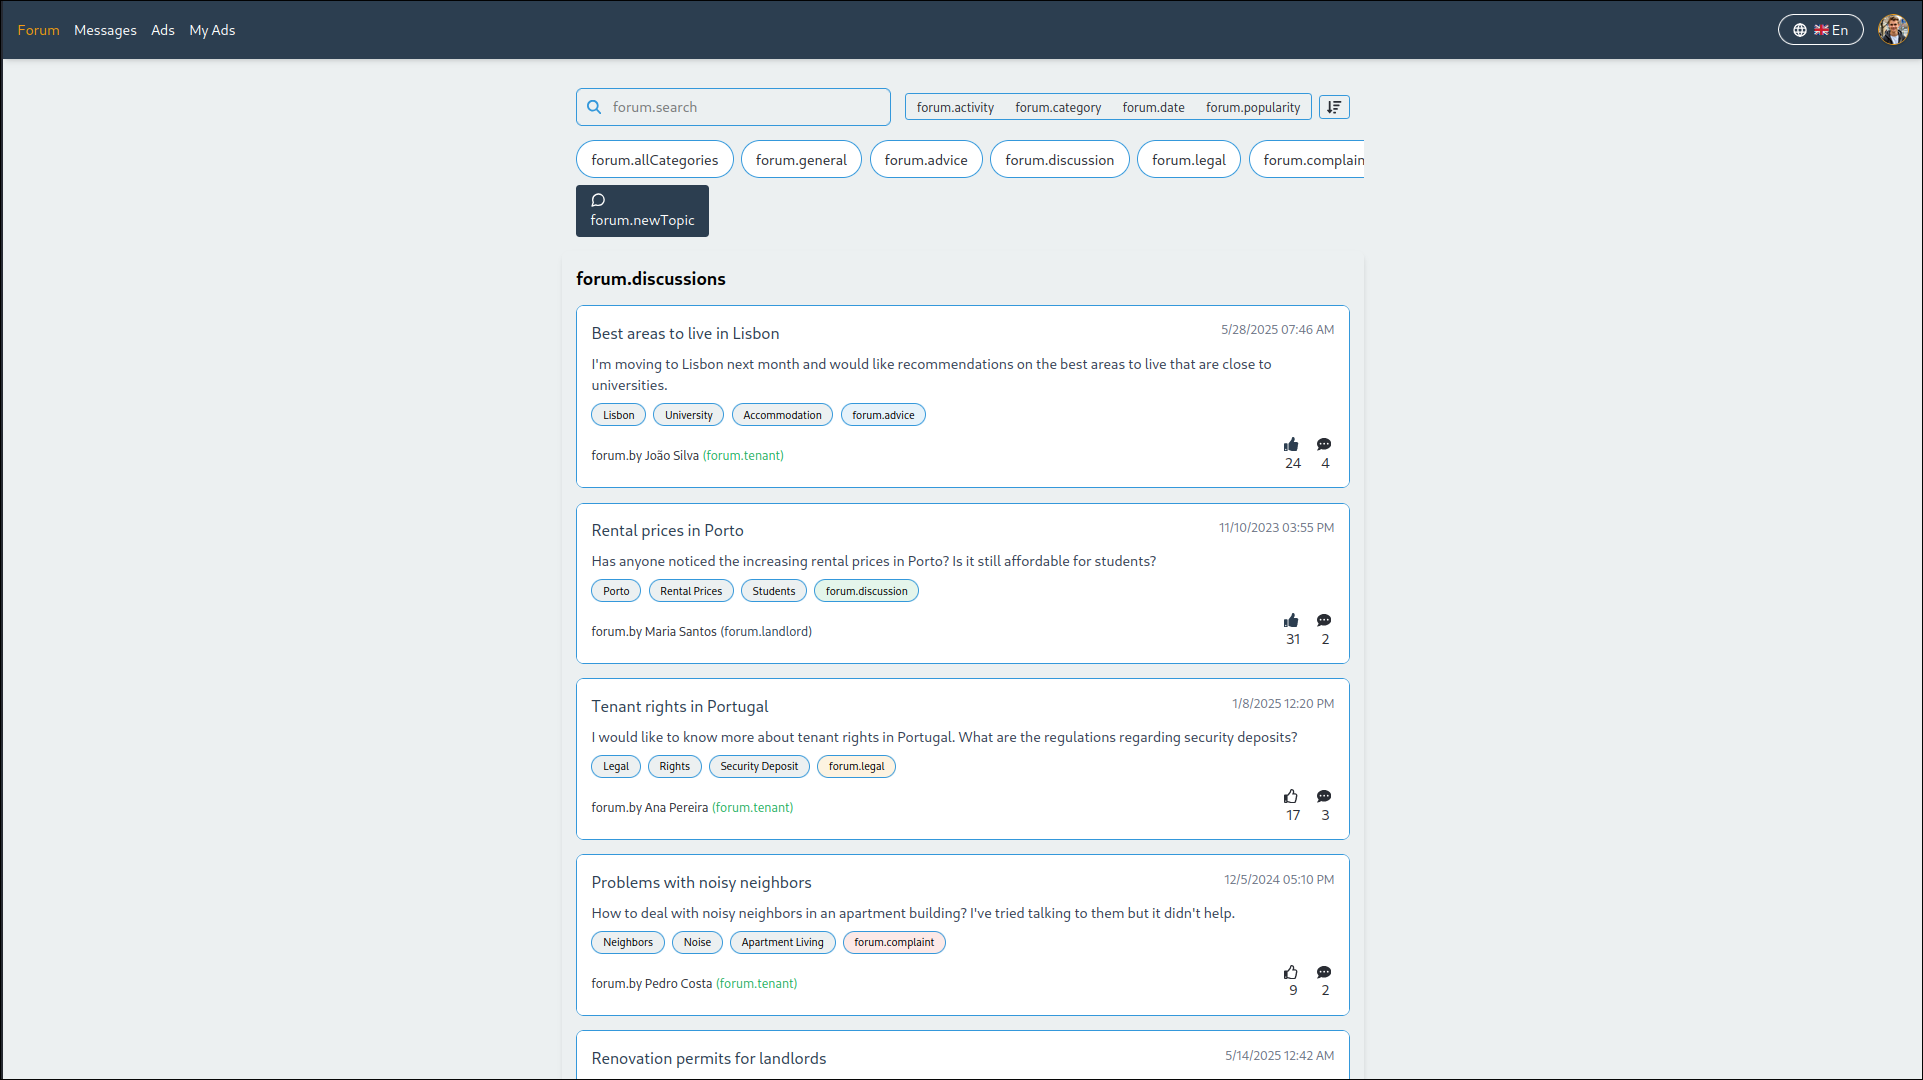 Forum Messages Ads My Ads En
forum.search forum.activity forum.category forum.date forum.popularity
forum.allCategories forum.general forum.advice forum.discussion forum.legal forum.complain
forum.newTopic
forum.discussions
Best areas to live in Lisbon 5/28/2025 07:46 AM
I'm moving to Lisbon next month and would like recommendations on the best areas to live that are close to
universities.
Lisbon University Accommodation forum.advice
forum.by João Silva (forum.tenant) 24 4
Rental prices in Porto 11/10/2023 03:55 PM
Has anyone noticed the increasing rental prices in Porto? Is it still affordable for students?
Porto Rental Prices Students forum.discussion
forum.by Maria Santos (forum.landlord) 31 2
Tenant rights in Portugal 1/8/2025 12:20 PM
I would like to know more about tenant rights in Portugal. What are the regulations regarding security deposits?
Legal Rights Security Deposit forum.legal
forum.by Ana Pereira (forum.tenant) 17 3
Problems with noisy neighbors 12/5/2024 05:10 PM
How to deal with noisy neighbors in an apartment building? I've tried talking to them but it didn't help.
Neighbors Noise Apartment Living forum.complaint
forum.by Pedro Costa (forum.tenant) 9 2
Renovation permits for landlords 5/14/2025 12:42 AM